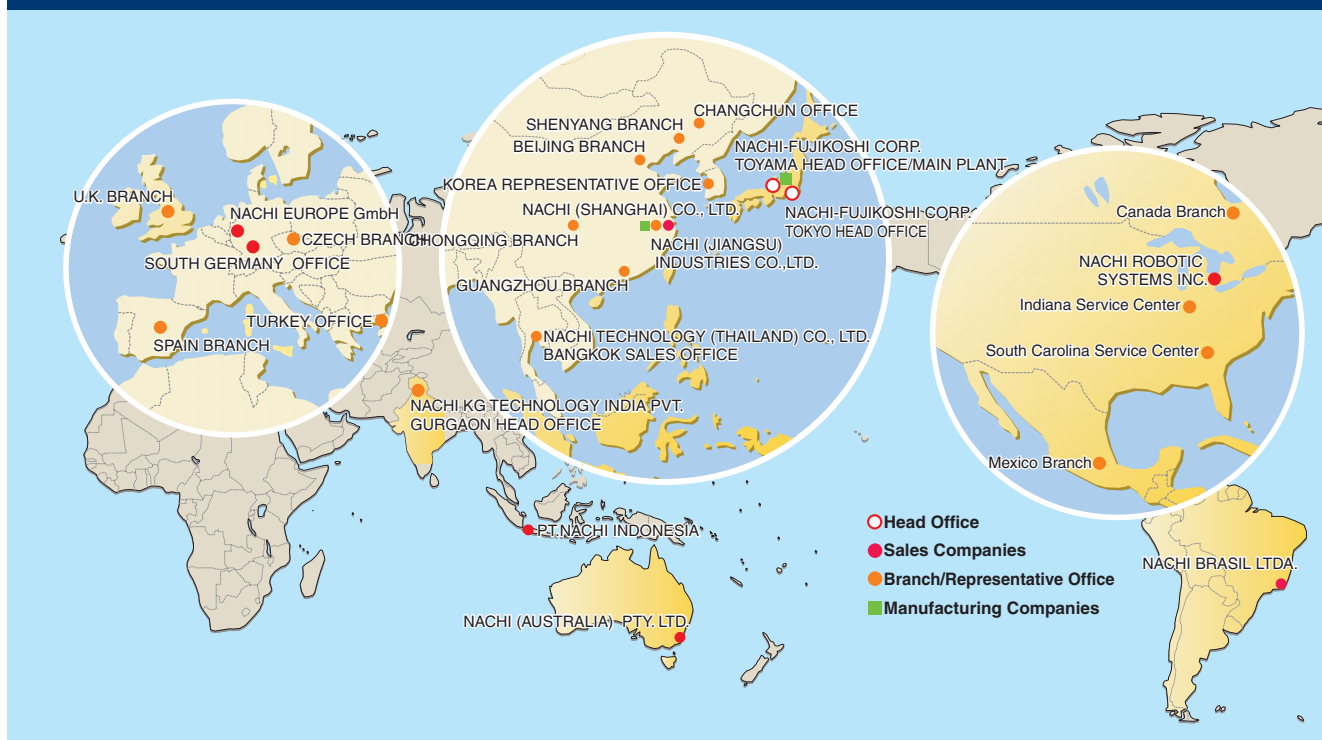 CHANGCHUN OFFICE
SHENYANG BRANCH
BEIJING BRANCH
NACHI-FUJIKOSHI CORP.
TOYAMA HEAD OFFICE/MAIN PLANT
KOREA REPRESENTATIVE OFFICE
U.K. BRANCH
NACHI EUROPE GmbH
CZECH BRANCH
SOUTH GERMANY OFFICE
TURKEY OFFICE
SPAIN BRANCH
NACHI (SHANGHAI) CO., LTD.
CHONGQING BRANCH
NACHI (JIANGSU)
INDUSTRIES CO.,LTD.
NACHI-FUJIKOSHI CORP.
TOKYO HEAD OFFICE
GUANGZHOU BRANCH
NACHI TECHNOLOGY (THAILAND) CO., LTD.
BANGKOK SALES OFFICE
NACHI KG TECHNOLOGY INDIA PVT.
GURGAON HEAD OFFICE
Canada Branch
NACHI ROBOTIC
SYSTEMS INC.
Indiana Service Center
South Carolina Service Center
Mexico Branch
Head Office
Sales Companies
Branch/Representative Office
Manufacturing Companies
PT.NACHI INDONESIA
NACHI (AUSTRALIA) PTY. LTD.
NACHI BRASIL LTDA.